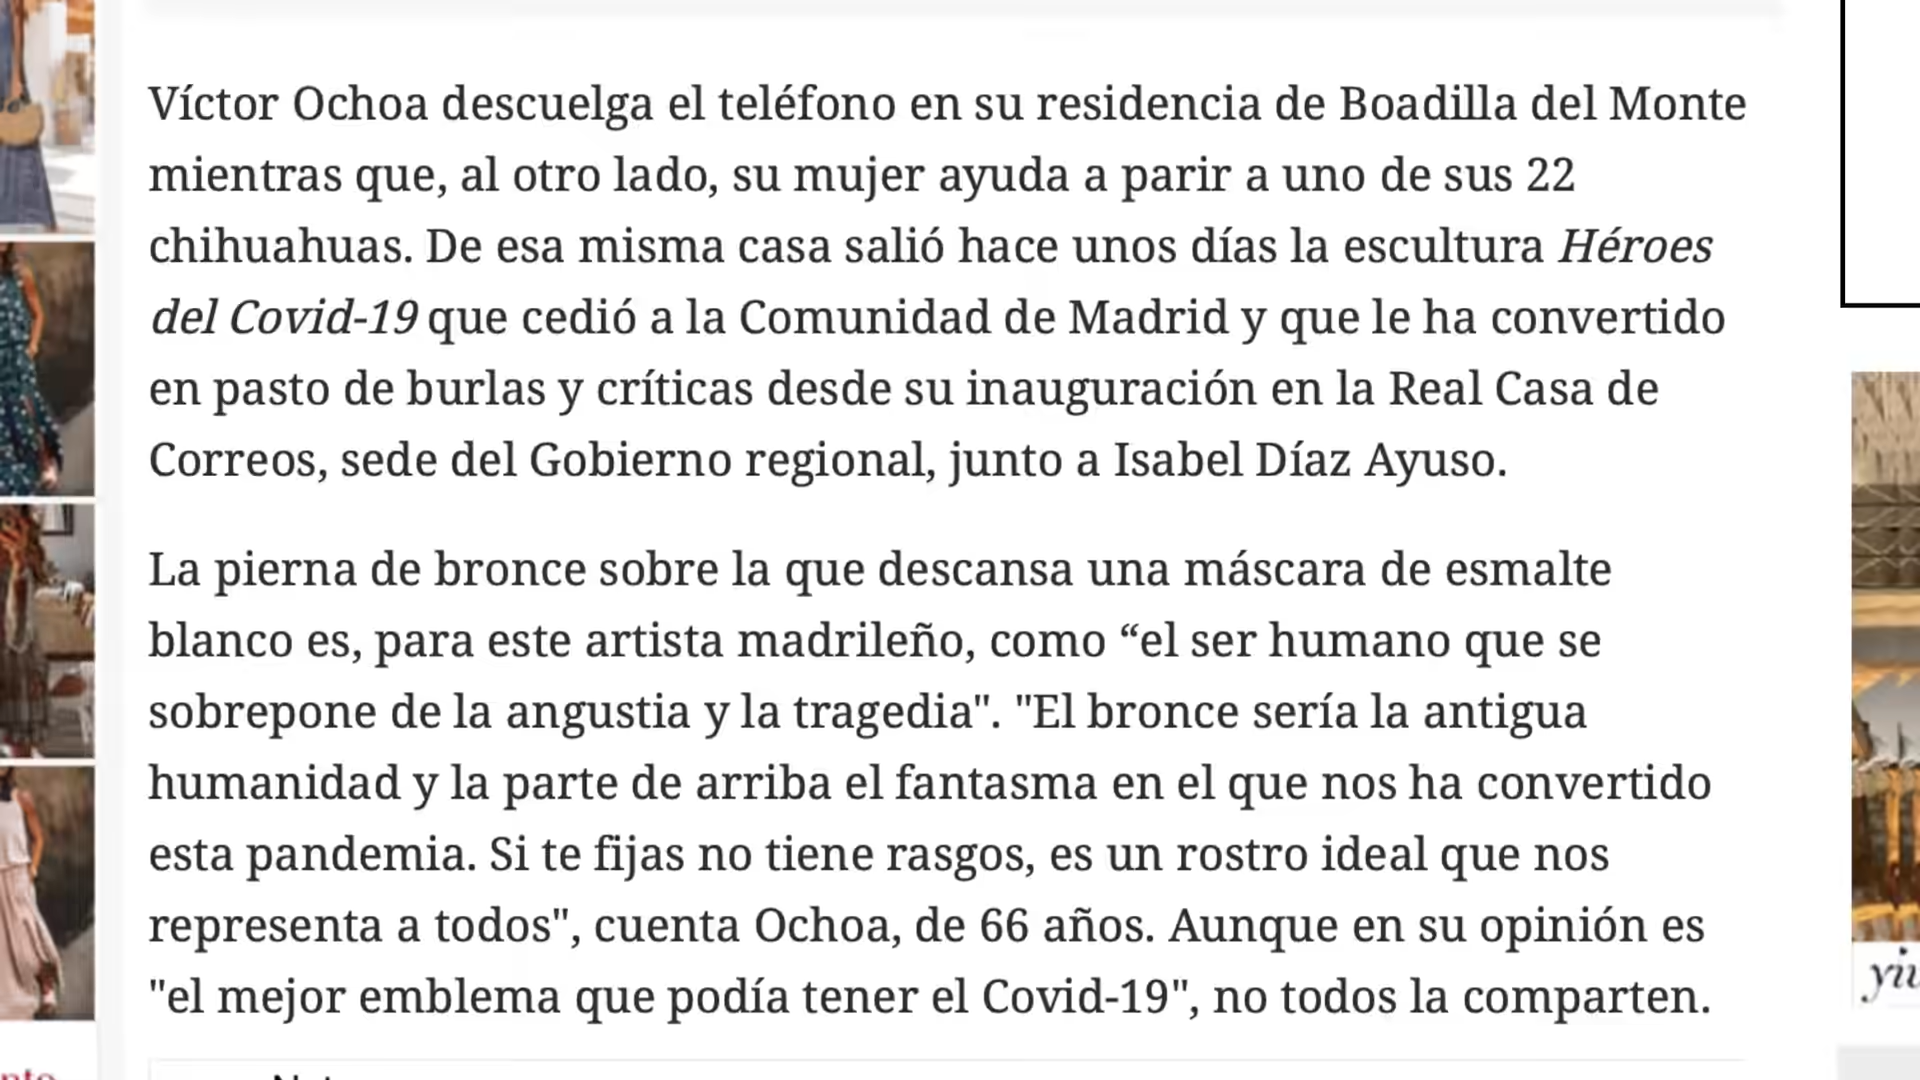 Víctor Ochoa descuelga el teléfono en su residencia de Boadilla del Monte
mientras que, al otro lado, su mujer ayuda a parir a uno de sus 22
chihuahuas. De esa misma casa salió hace unos días la escultura Héroes
del Covid-19 que cedió a la Comunidad de Madrid y que le ha convertido
en pasto de burlas y críticas desde su inauguración en la Real Casa de
Correos, sede del Gobierno regional, junto a Isabel Díaz Ayuso.
La pierna de bronce sobre la que descansa una máscara de esmalte
blanco es, para este artista madrileño, como “el ser humano que se
sobrepone de la angustia y la tragedia". "El bronce sería la antigua
humanidad y la parte de arriba el fantasma en el que nos ha convertido
esta pandemia. Si te fijas no tiene rasgos, es un rostro ideal que nos
representa a todos", cuenta Ochoa, de 66 años. Aunque en su opinión es
"el mejor emblema que podía tener el Covid-19", no todos la comparten.